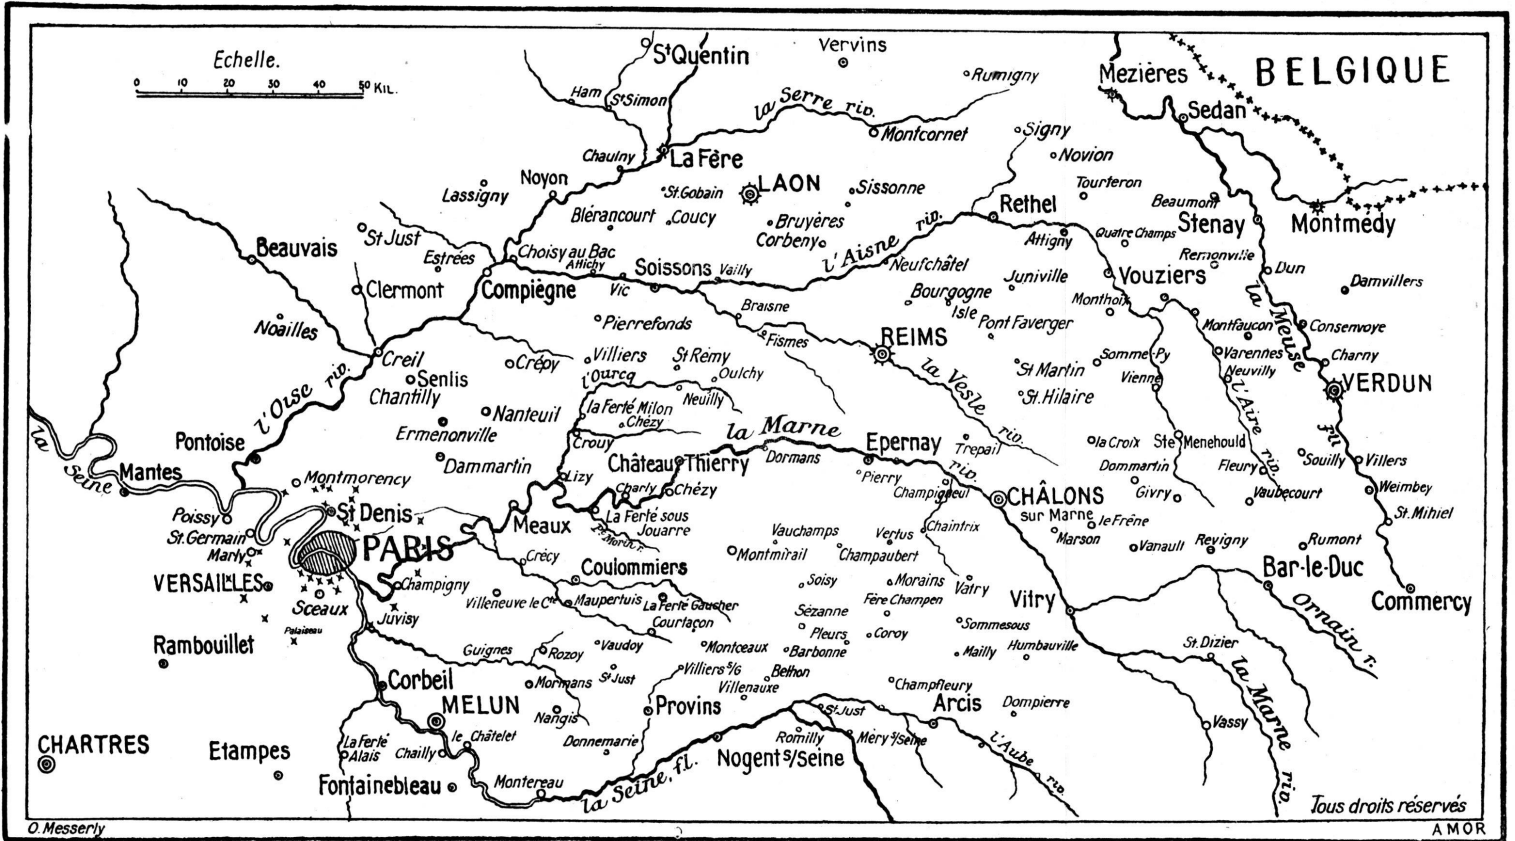 Echelle.
0 10 20 30 40 50 KIL.
BELGIQUE
St Quentin
Vervins
Rumigny
Mezières
Sedan
Ham
St Simon
la Serre riv.
Montcornet
Signy
Novion
Chaulny
La Fère
LAON
Sissonne
Tourteron
Beaumont
Stenay
Montmédy
Lassigny
Noyon
St. Gobain
Blérancourt
Coucy
Bruyères
Corbeny
Rethel
Attigny
Quatre Champs
Remonville
Beauvais
St Just
Estrées
Choisy au Bac
Attichy
Soissons
Vailly
l'Aisne riv.
Neufchâtel
Juniville
Vouziers
Dun
Damvillers
Clermont
Compiègne
Vic
Braisne
Bourgogne
Isle
Monthoix
la Meuse
Noailles
Pierrefonds
Fismes
REIMS
Pont Faverger
Montfaucon
Consenvoye
Creil
Crépy
Villiers
St Rémy
Oulchy
St Martin
Somme-Py
Varennes
Charny
l'Oise riv.
Senlis
Chantilly
l'Ourcq
Neuilly
la Vesle riv.
Vienne
Neuvilly
VERDUN
Nanteuil
la Ferté Milon
Chézy
St. Hilaire
l'Aire riv.
fl.
Ermenonville
Crouy
la Marne riv.
Epernay
Trepail
la Croix
Ste Menehould
la Seine
Pontoise
Mantes
Dammartin
Château Thierry
Dormans
Dommartin
Fleury
Souilly
Villers
Montmorency
Lizy
Charly
Chézy
Pierry
Champigneul
CHÂLONS
sur Marne
Givry
Vaubecourt
Weimbey
Poissy
St Denis
Meaux
La Ferté sous
Jouarre
Pt Morin r.
Vauchamps
Vertus
Chaintrix
le Frêne
Marson
St. Mihiel
St. Germain
Marly
PARIS
Crécy
Coulommiers
Montmirail
Champaubert
Vanault
Revigny
Rumont
VERSAILLES
Champigny
Villeneuve le Cte
Maupertuis
La Ferté Gaucher
Soisy
Morains
Vatry
Bar-le-Duc
Commercy
Sceaux
Juvisy
Courtaçon
Sézanne
Fère Champen
Vitry
Ornain r.
Palaiseau
Rambouillet
Guignes
Rozoy
Vaudoy
Montceaux
Pleurs
Barbonne
Coroy
Sommesous
Mailly
Humbauville
St. Dizier
Corbeil
Mormans
St Just
Villiers s/G
Bethon
Villenauxe
Champfleury
Dompierre
la Marne riv.
MELUN
Nangis
Provins
St Just
Arcis
Vassy
CHARTRES
Etampes
La Ferté
Alais
Chailly
le Châtelet
Donnemarie
Romilly
Méry s/Seine
l'Aube riv.
Fontainebleau
Montereau
la Seine, fl.
Nogent s/Seine
Tous droits réservés
O. Messerly
AMOR